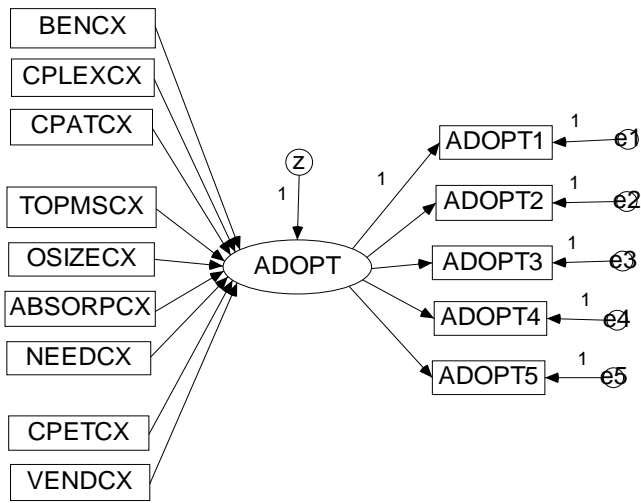 BENCX
CPLEXCX
CPATCX
TOPMSCX
OSIZECX
ABSORPCX
NEEDCX
CPETCX
VENDCX
z
1
ADOPT
1
ADOPT1
1
e1
ADOPT2
1
e2
ADOPT3
1
e3
ADOPT4
1
e4
ADOPT5
1
e5